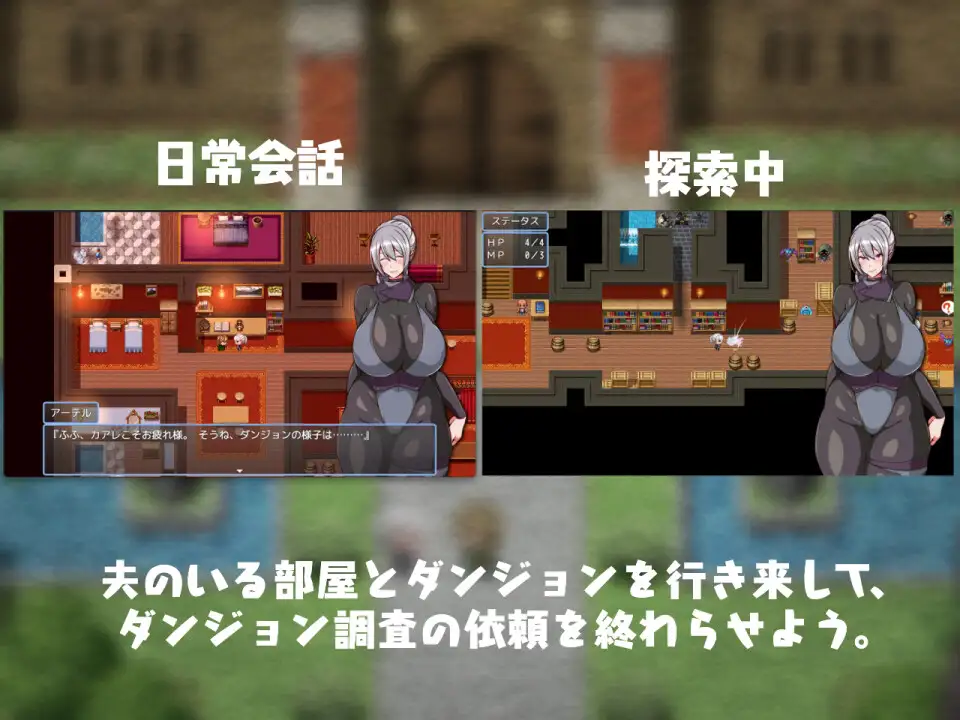 日常会話
探索中
アーテル
『ふふ、カアレこそお疲れ様。 そうね、ダンジョンの様子は………』
ステータス
HP 4/4
MP 0/3
夫のいる部屋とダンジョンを行き来して、
ダンジョン調査の依頼を終わらせよう。